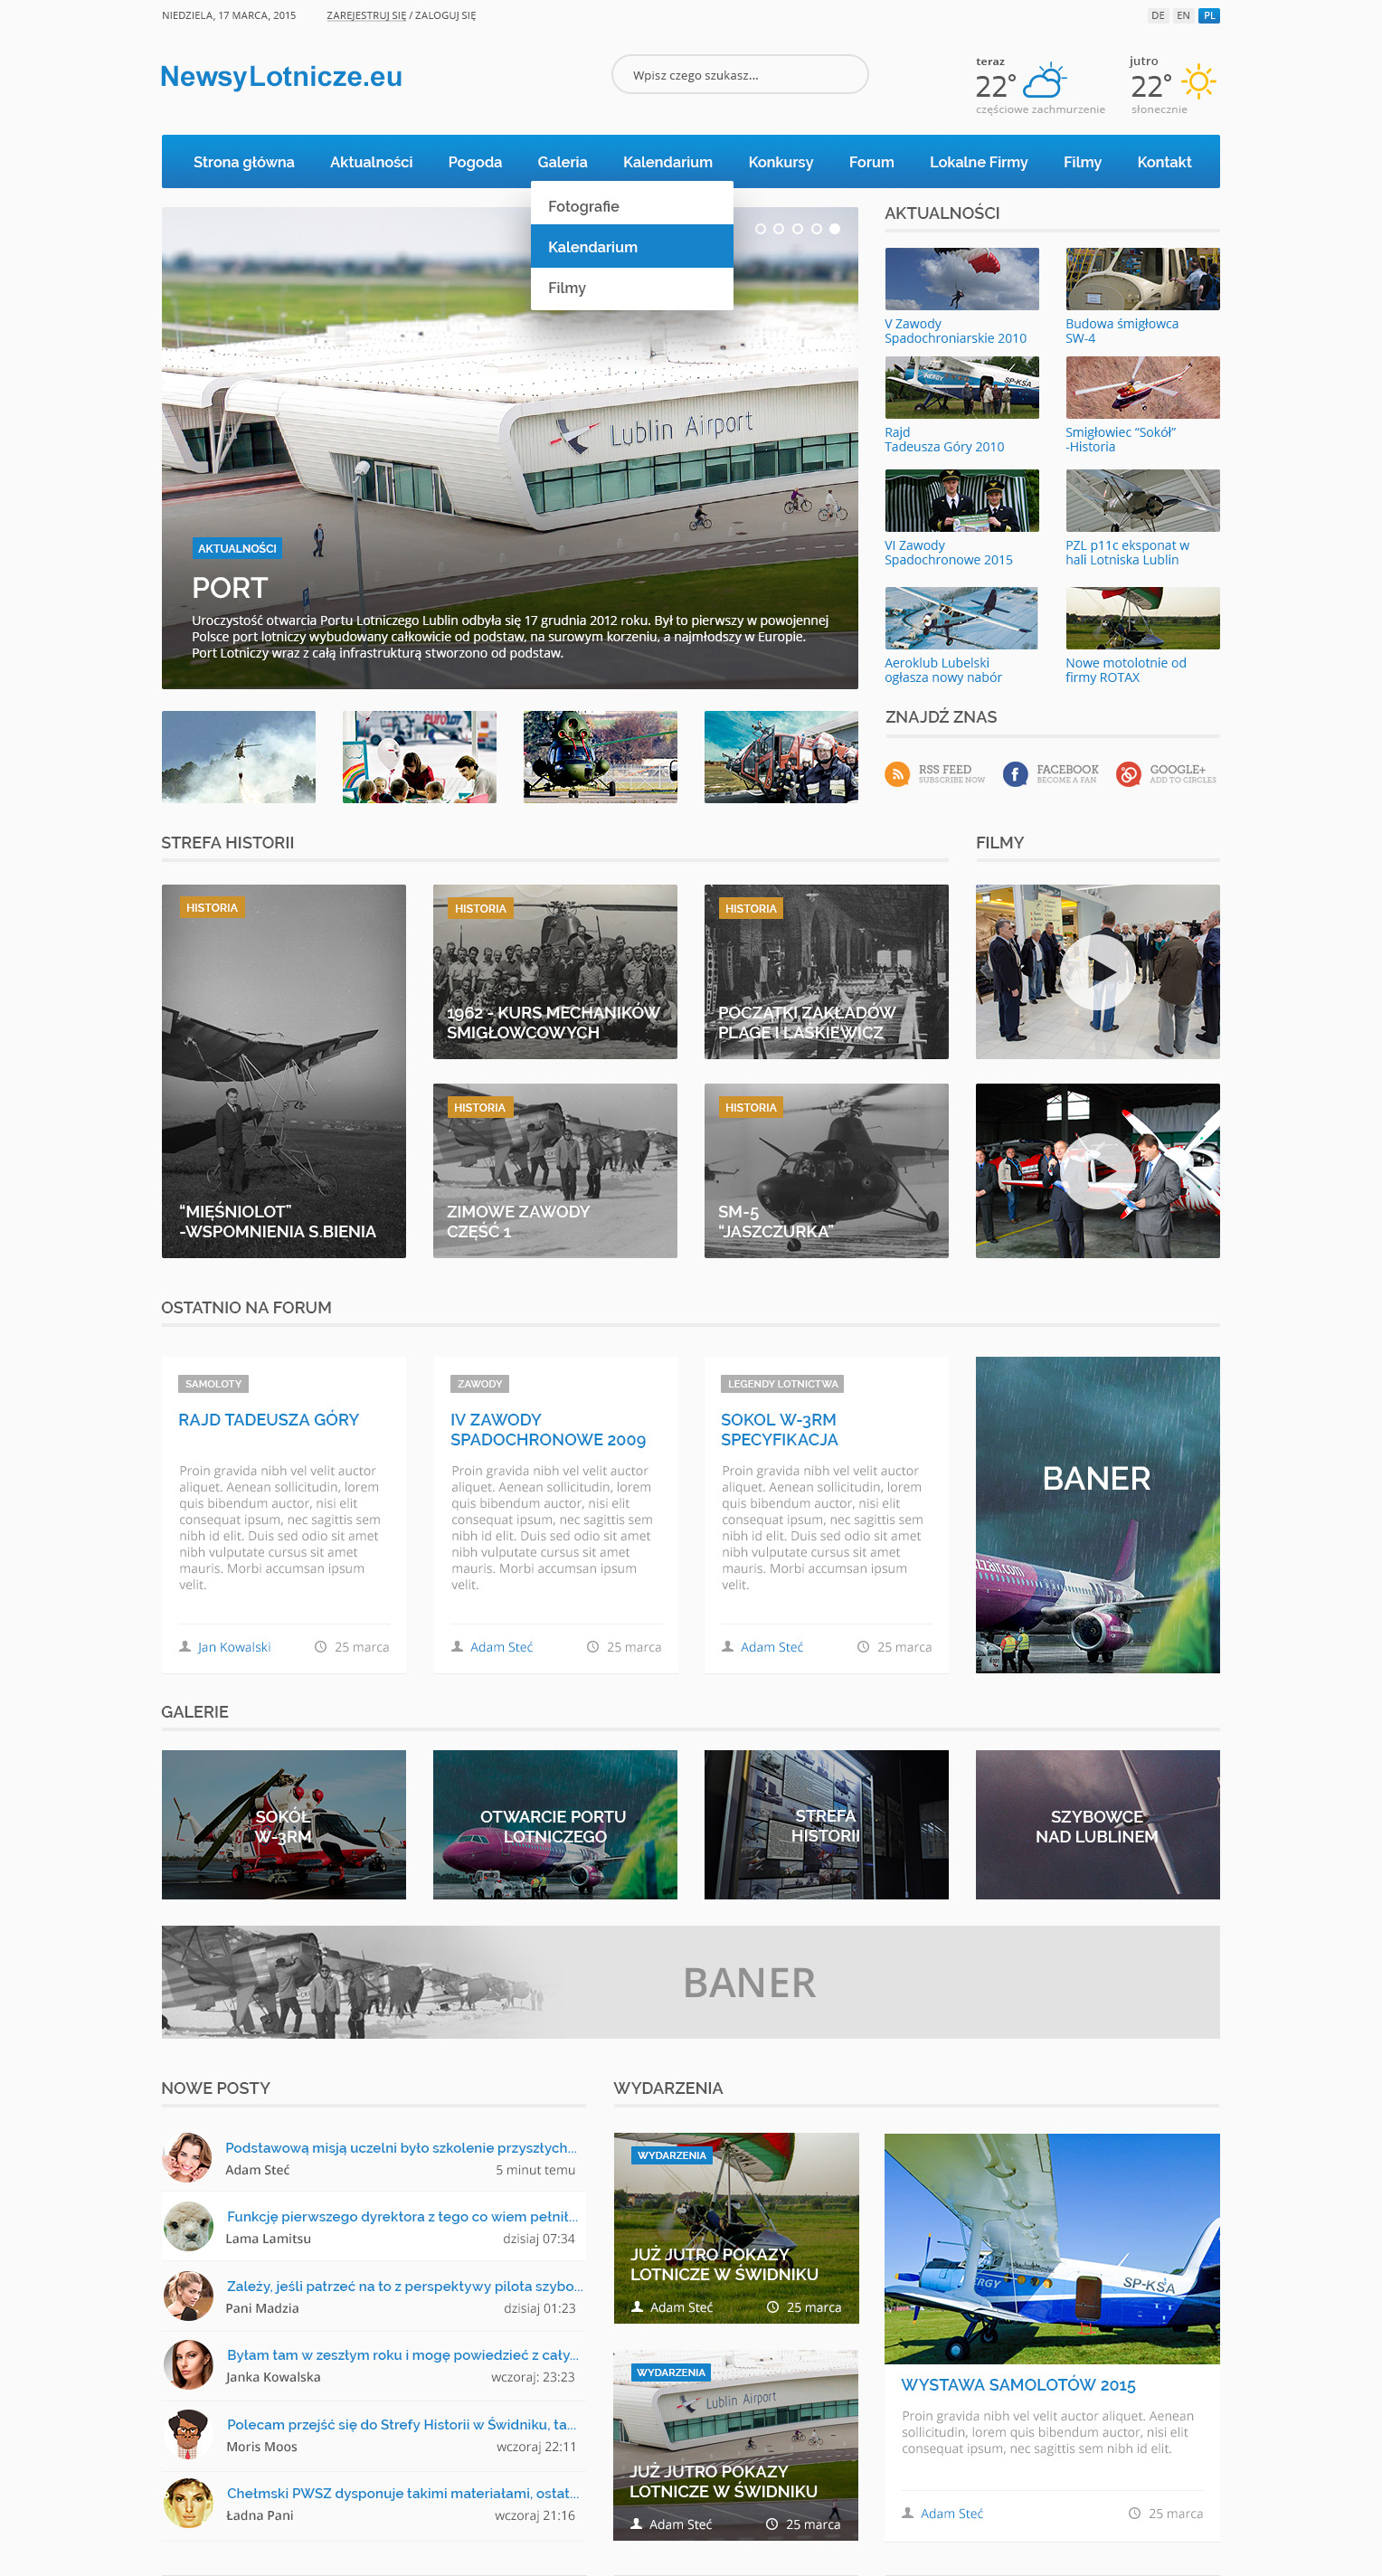 NIEDZIELA, 17 MARCA, 2015
ZAREJESTRUJ SIĘ / ZALOGUJ SIĘ
DE EN PL
NewsyLotnicze.eu
Wpisz czego szukasz...
teraz
22°
częściowe zachmurzenie
jutro
22°
słonecznie
Strona główna Aktualności Pogoda Galeria Kalendarium Konkursy Forum Lokalne Firmy Filmy Kontakt
Fotografie
Kalendarium
Filmy
Lublin Airport
AKTUALNOŚCI
PORT
Uroczystość otwarcia Portu Lotniczego Lublin odbyła się 17 grudnia 2012 roku. Był to pierwszy w powojennej
Polsce port lotniczy wybudowany całkowicie od podstaw, na surowym korzeniu, a najmłodszy w Europie.
Port Lotniczy wraz z całą infrastrukturą stworzono od podstaw.
AKTUALNOŚCI
V Zawody
Spadochroniarskie 2010
Budowa śmigłowca
SW-4
SP-KSA
Rajd
Tadeusza Góry 2010
Smigłowiec “Sokół”
-Historia
VI Zawody
Spadochronowe 2015
PZL p11c eksponat w
hali Lotniska Lublin
Aeroklub Lubelski
ogłasza nowy nabór
Nowe motolotnie od
firmy ROTAX
ZNAJDŹ ZNAS
RSS FEED
SUBSCRIBE NOW
FACEBOOK
BECOME A FAN
GOOGLE+
ADD TO CIRCLES
STREFA HISTORII
HISTORIA
“MIĘŚNIOLOT”
-WSPOMNIENIA S.BIENIA
HISTORIA
1962 - KURS MECHANIKÓW
SMIGŁOWCOWYCH
HISTORIA
POCZĄTKI ZAKŁADÓW
PLAGE I LAŚKIEWICZ
HISTORIA
ZIMOWE ZAWODY
CZĘŚĆ 1
HISTORIA
SM-5
“JASZCZURKA”
FILMY
OSTATNIO NA FORUM
SAMOLOTY
RAJD TADEUSZA GÓRY
Proin gravida nibh vel velit auctor
aliquet. Aenean sollicitudin, lorem
quis bibendum auctor, nisi elit
consequat ipsum, nec sagittis sem
nibh id elit. Duis sed odio sit amet
nibh vulputate cursus sit amet
mauris. Morbi accumsan ipsum
velit.
Jan Kowalski 25 marca
ZAWODY
IV ZAWODY
SPADOCHRONOWE 2009
Proin gravida nibh vel velit auctor
aliquet. Aenean sollicitudin, lorem
quis bibendum auctor, nisi elit
consequat ipsum, nec sagittis sem
nibh id elit. Duis sed odio sit amet
nibh vulputate cursus sit amet
mauris. Morbi accumsan ipsum
velit.
Adam Steć 25 marca
LEGENDY LOTNICTWA
SOKOL W-3RM
SPECYFIKACJA
Proin gravida nibh vel velit auctor
aliquet. Aenean sollicitudin, lorem
quis bibendum auctor, nisi elit
consequat ipsum, nec sagittis sem
nibh id elit. Duis sed odio sit amet
nibh vulputate cursus sit amet
mauris. Morbi accumsan ipsum
velit.
Adam Steć 25 marca
BANER
GALERIE
SOKÓŁ
W-3RM
OTWARCIE PORTU
LOTNICZEGO
STREFA
HISTORII
SZYBOWCE
NAD LUBLINEM
BANER
NOWE POSTY
Podstawową misją uczelni było szkolenie przyszłych...
Adam Steć 5 minut temu
Funkcję pierwszego dyrektora z tego co wiem pełnił...
Lama Lamitsu dzisiaj 07:34
Zależy, jeśli patrzeć na to z perspektywy pilota szybo...
Pani Madzia dzisiaj 01:23
Byłam tam w zeszłym roku i mogę powiedzieć z cały...
Janka Kowalska wczoraj: 23:23
Polecam przejść się do Strefy Historii w Świdniku, ta...
Moris Moos wczoraj 22:11
Chełmski PWSZ dysponuje takimi materiałami, ostat...
Ładna Pani wczoraj 21:16
WYDARZENIA
WYDARZENIA
JUŻ JUTRO POKAZY
LOTNICZE W ŚWIDNIKU
Adam Steć 25 marca
WYDARZENIA
Lublin Airport
JUŻ JUTRO POKAZY
LOTNICZE W ŚWIDNIKU
Adam Steć 25 marca
SP-KSA
WYSTAWA SAMOLOTÓW 2015
Proin gravida nibh vel velit auctor aliquet. Aenean
sollicitudin, lorem quis bibendum auctor, nisi elit
consequat ipsum, nec sagittis sem nibh id elit.
Adam Steć 25 marca